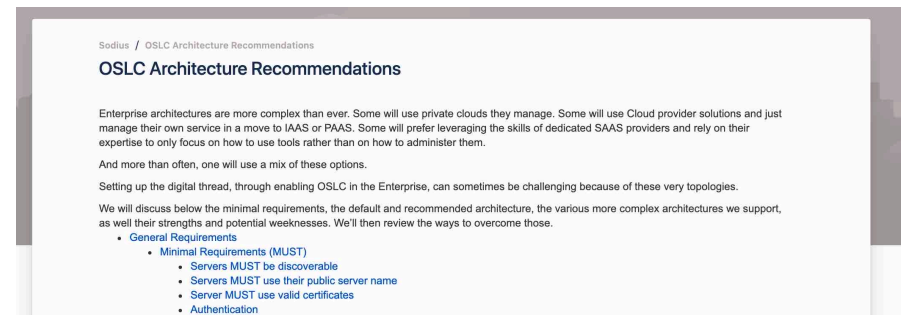 Sodius / OSLC Architecture Recommendations
OSLC Architecture Recommendations
Enterprise architectures are more complex than ever. Some will use private clouds they manage. Some will use Cloud provider solutions and just
manage their own service in a move to IAAS or PAAS. Some will prefer leveraging the skills of dedicated SAAS providers and rely on their
expertise to only focus on how to use tools rather than on how to administer them.
And more than often, one will use a mix of these options.
Setting up the digital thread, through enabling OSLC in the Enterprise, can sometimes be challenging because of these very topologies.
We will discuss below the minimal requirements, the default and recommended architecture, the various more complex architectures we support,
as well their strengths and potential weeknesses. We'll then review the ways to overcome those.
• General Requirements
• Minimal Requirements (MUST)
• Servers MUST be discoverable
• Servers MUST use their public server name
• Server MUST use valid certificates
• Authentication